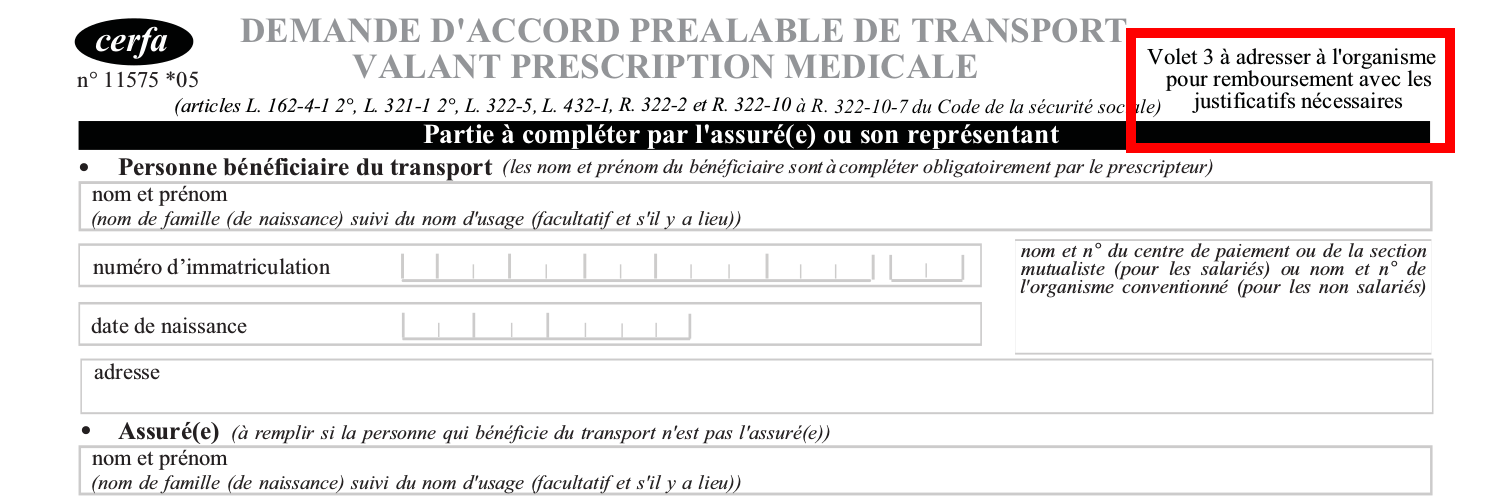 cerfa
n° 11575 *05
DEMANDE D'ACCORD PREALABLE DE TRANSPORT
VALANT PRESCRIPTION MEDICALE
(articles L. 162-4-1 2°, L. 321-1 2°, L. 322-5, L. 432-1, R. 322-2 et R. 322-10 à R. 322-10-7 du Code de la sécurité sociale)
Volet 3 à adresser à l'organisme
pour remboursement avec les
justificatifs nécessaires
Partie à compléter par l'assuré(e) ou son représentant
• Personne bénéficiaire du transport (les nom et prénom du bénéficiaire sont à compléter obligatoirement par le prescripteur)
nom et prénom
(nom de famille (de naissance) suivi du nom d'usage (facultatif et s'il y a lieu))
numéro d’immatriculation
nom et n° du centre de paiement ou de la section
mutualiste (pour les salariés) ou nom et n° de
l'organisme conventionné (pour les non salariés)
date de naissance
adresse
• Assuré(e) (à remplir si la personne qui bénéficie du transport n'est pas l'assuré(e))
nom et prénom
(nom de famille (de naissance) suivi du nom d'usage (facultatif et s'il y a lieu))